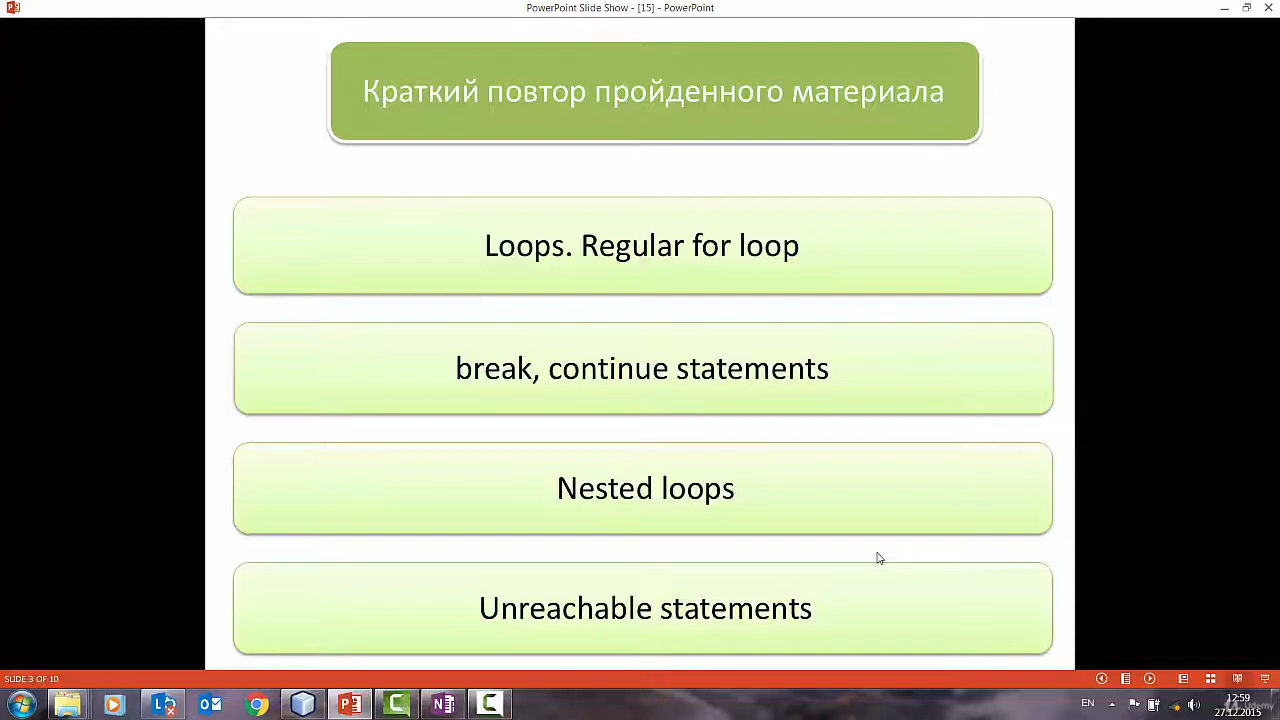 PowerPoint Slide Show - [15] - PowerPoint
Краткий повтор пройденного материала
Loops. Regular for loop
break, continue statements
Nested loops
Unreachable statements
SLIDE 3 OF 10
EN
12:59
27.12.2015
Udemy